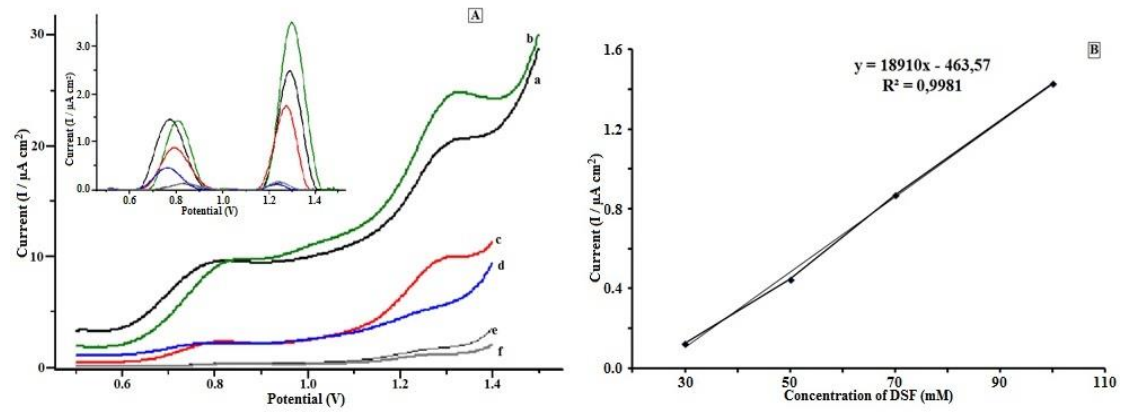 A
30
20
10
0
Current (I / μA cm²)
0.6 0.8 1.0 1.2 1.4
Potential (V)
3.0
2.0
1.0
0.0
Current (I / μA cm²)
0.6 0.8 1.0 1.2 1.4
Potential (V)
b
a
c
d
e
f
B
y = 18910x - 463,57
R² = 0,9981
1.6
1.2
0.8
0.4
0.0
Current (I / μA cm²)
30 50 70 90 110
Concentration of DSF (mM)